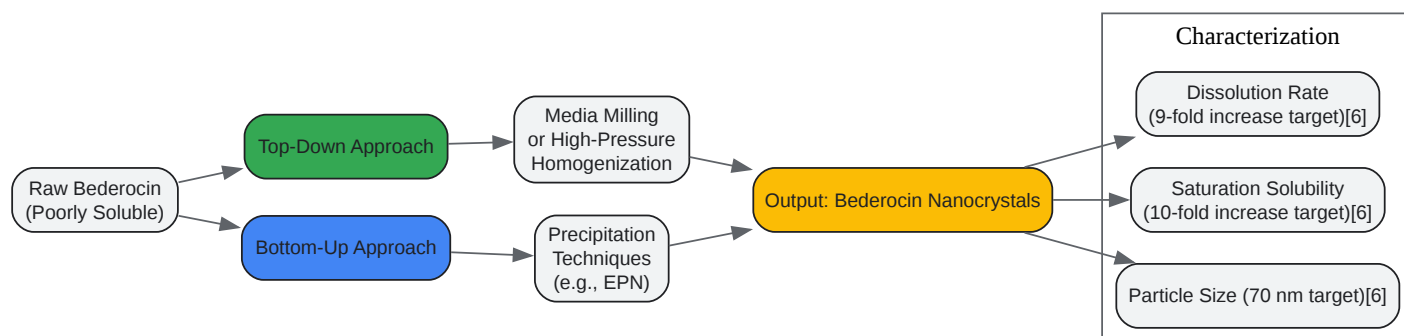 Raw Bederocin
(Poorly Soluble)
Top-Down Approach
Bottom-Up Approach
Media Milling
or High-Pressure
Homogenization
Precipitation
Techniques
(e.g., EPN)
Output: Bederocin Nanocrystals
Characterization
Dissolution Rate
(9-fold increase target)[6]
Saturation Solubility
(10-fold increase target)[6]
Particle Size (70 nm target)[6]